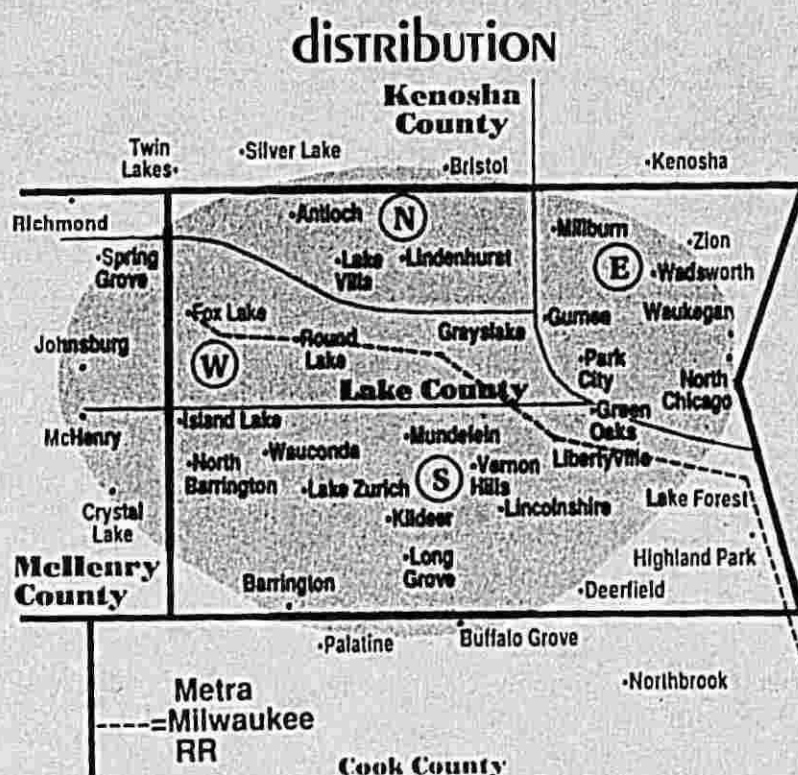 distribution
Kenosha
County
Twin
Lakes
Silver Lake
Bristol
Kenosha
Richmond
Antioch
N
Millburn
Zion
Spring
Grove
Lake
Villa
Lindenhurst
E
Wadsworth
Fox Lake
Grayslake
Gurnee
Waukegan
Johnsburg
W
Round
Lake
Park
City
Lake County
North
Chicago
McHenry
Island Lake
Green
Oaks
Mundelein
Wauconda
North
Barrington
Lake Zurich
S
Vernon
Hills
Libertyville
Crystal
Lake
Kildeer
Lincolnshire
Lake Forest
McHenry
County
Barrington
Long
Grove
Highland Park
Deerfield
Palatine
Buffalo Grove
Northbrook
Metra
----=Milwaukee
RR
Cook County